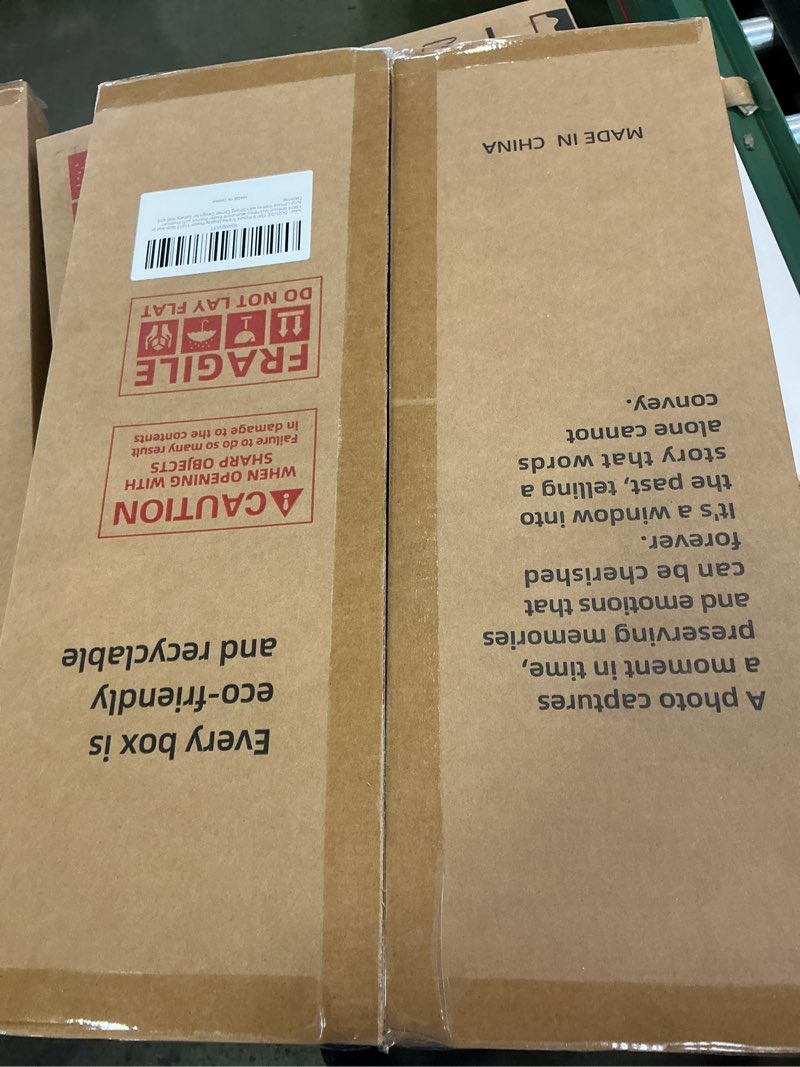 Every box is
eco-friendly
and recyclable
CAUTION
WHEN OPENING WITH
SHARP OBJECTS
Failure to do so many result
in damage to the contents
FRAGILE
DO NOT LAY FLAT
MADE IN CHINA
A photo captures
a moment in time,
preserving memories
and emotions that
can be cherished
forever.
It's a window into
the past, telling a
story that words
alone cannot
convey.
MADE IN CHINA